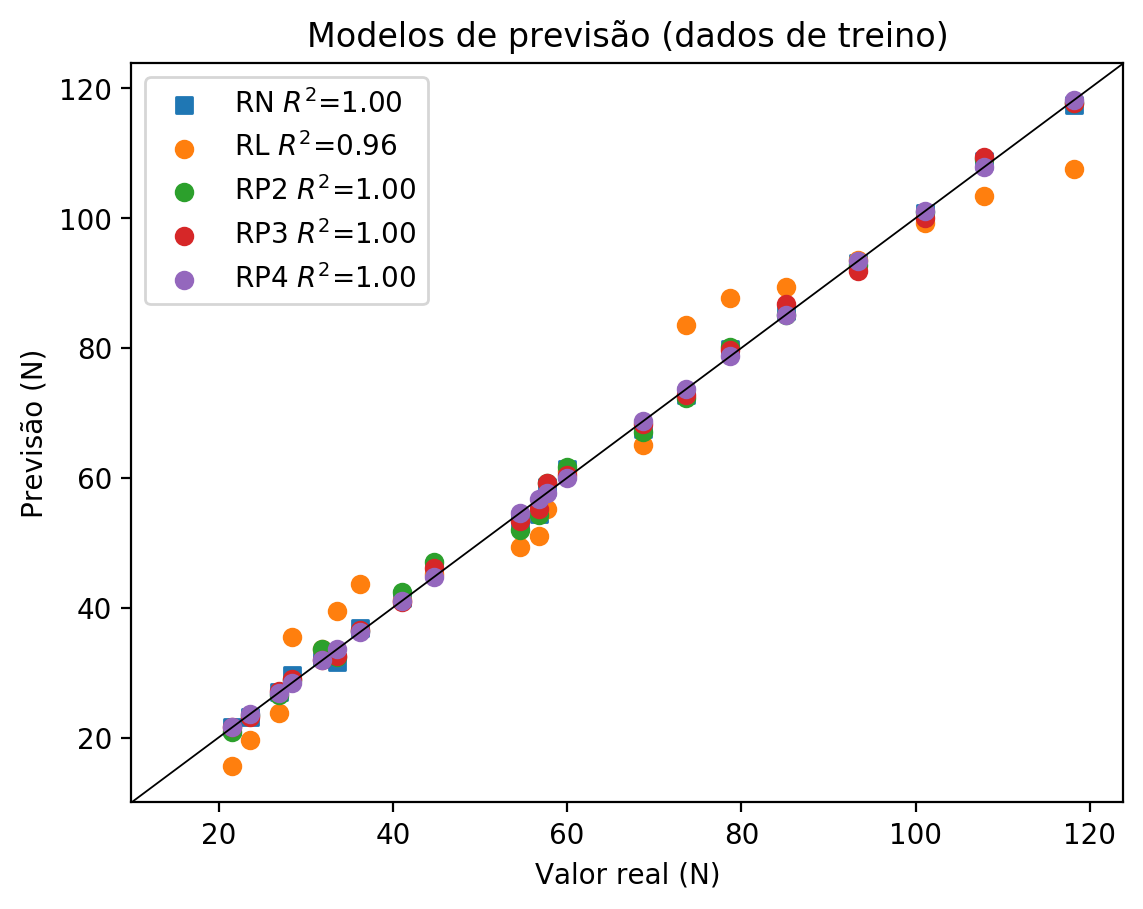 Modelos de previsão (dados de treino)
RN R²=1.00
RL R²=0.96
RP2 R²=1.00
RP3 R²=1.00
RP4 R²=1.00
120
100
80
60
40
20
Previsão (N)
20 40 60 80 100 120
Valor real (N)